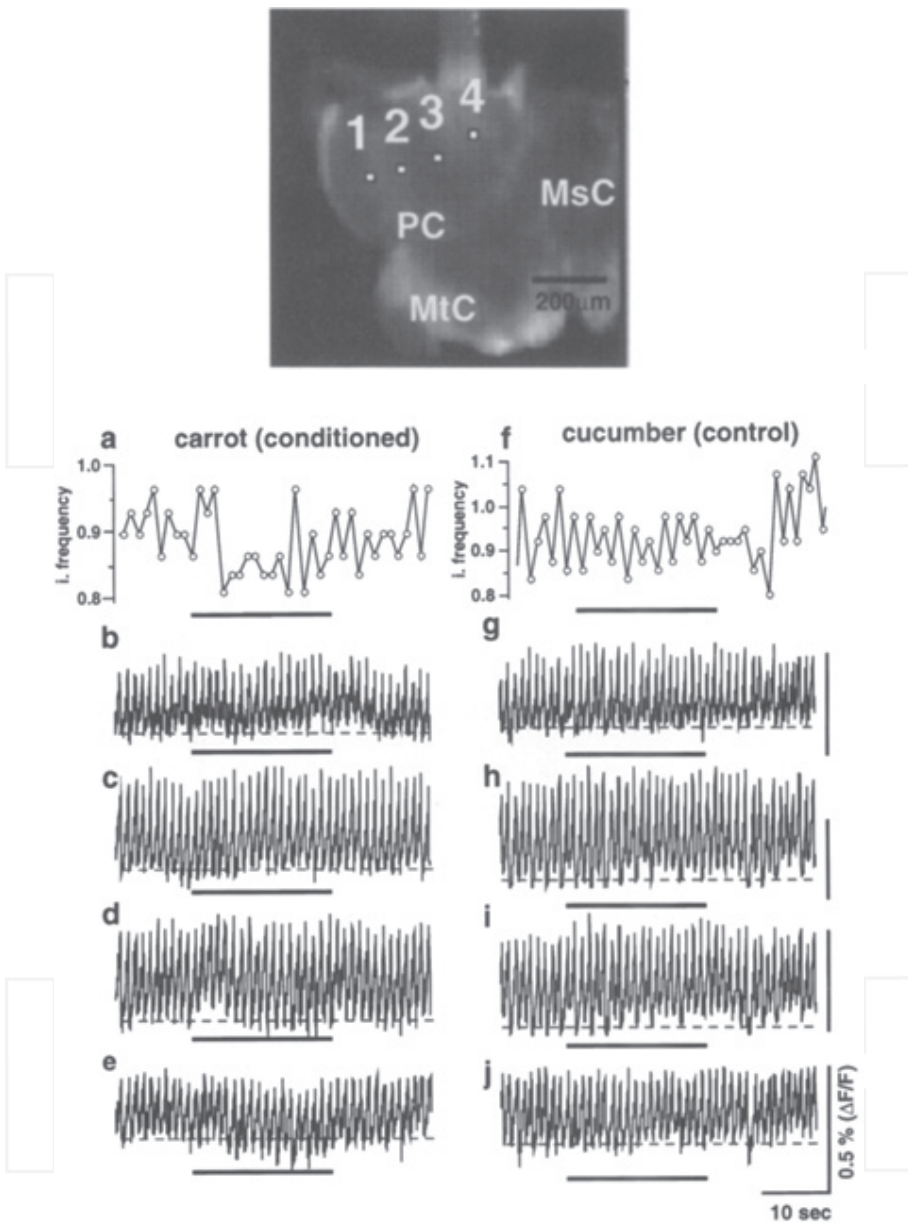 1 2 3 4
PC
MsC
MtC
200μm
a
carrot (conditioned)
i. frequency
1.0
0.9
0.8
b
c
d
e
f
cucumber (control)
i. frequency
1.1
1.0
0.9
0.8
g
h
i
j
0.5 % (ΔF/F)
10 sec